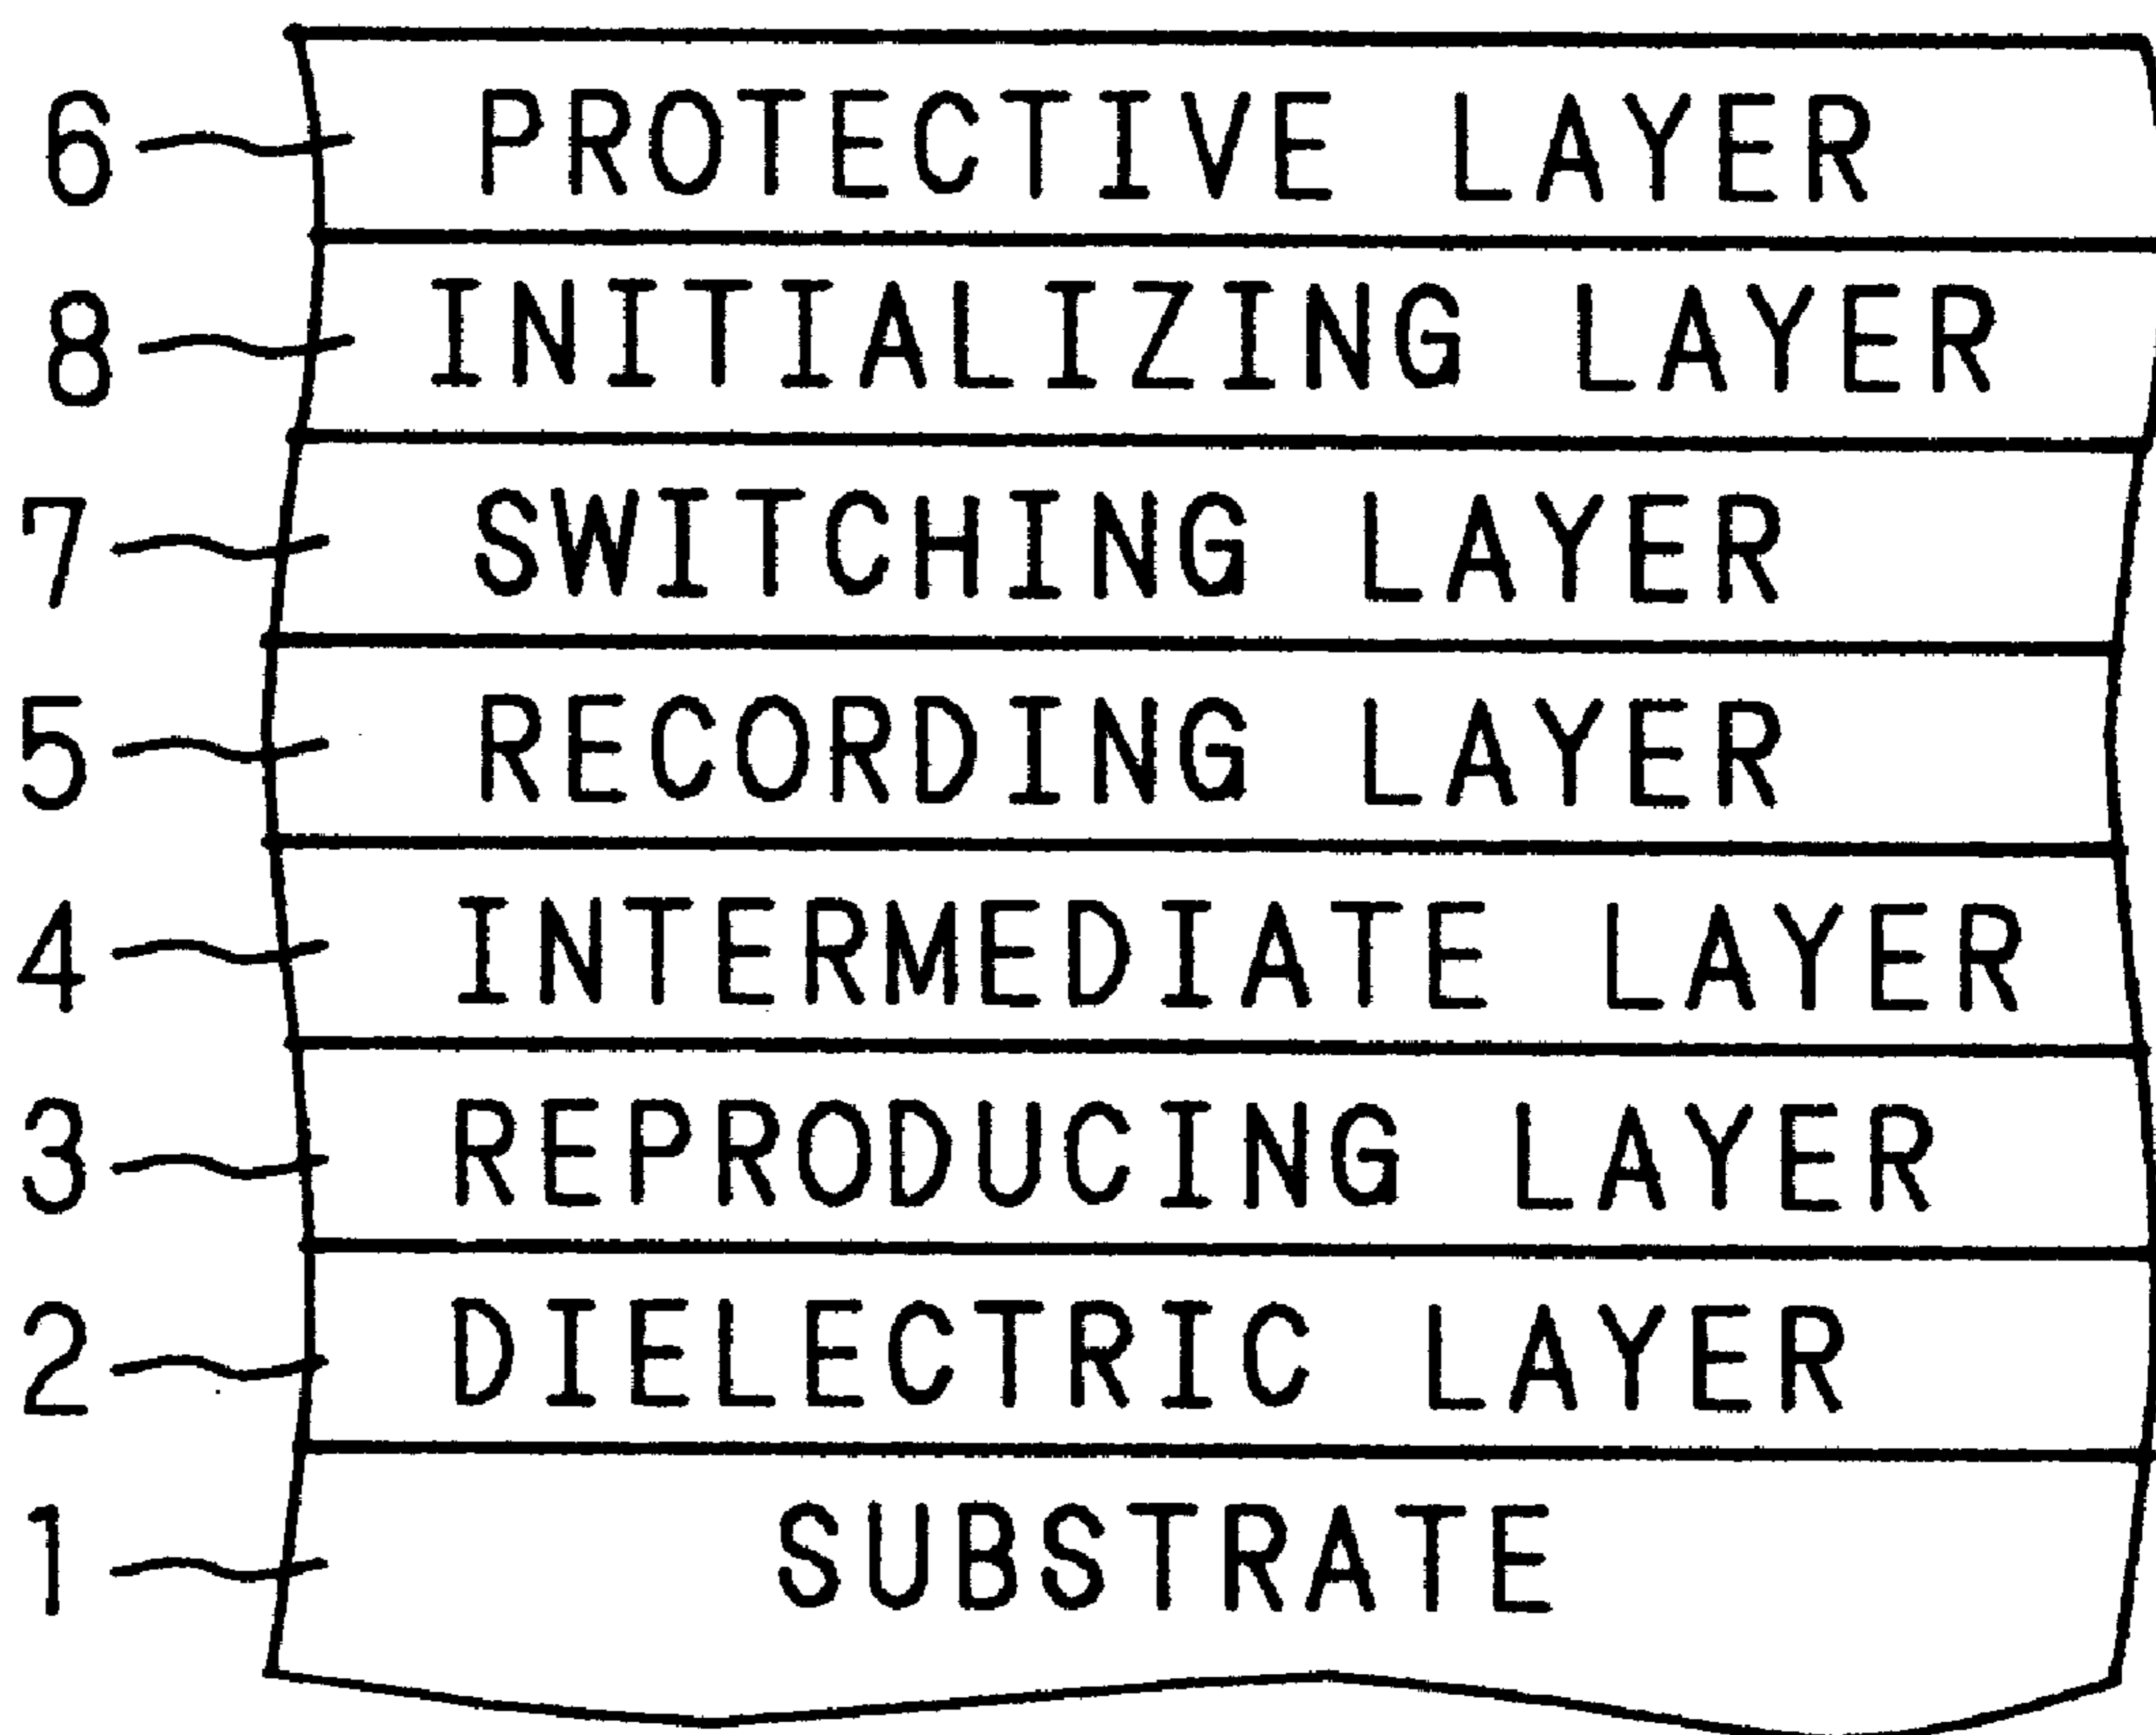 6 PROTECTIVE LAYER
8 INITIALIZING LAYER
7 SWITCHING LAYER
5 RECORDING LAYER
4 INTERMEDIATE LAYER
3 REPRODUCING LAYER
2 DIELECTRIC LAYER
1 SUBSTRATE